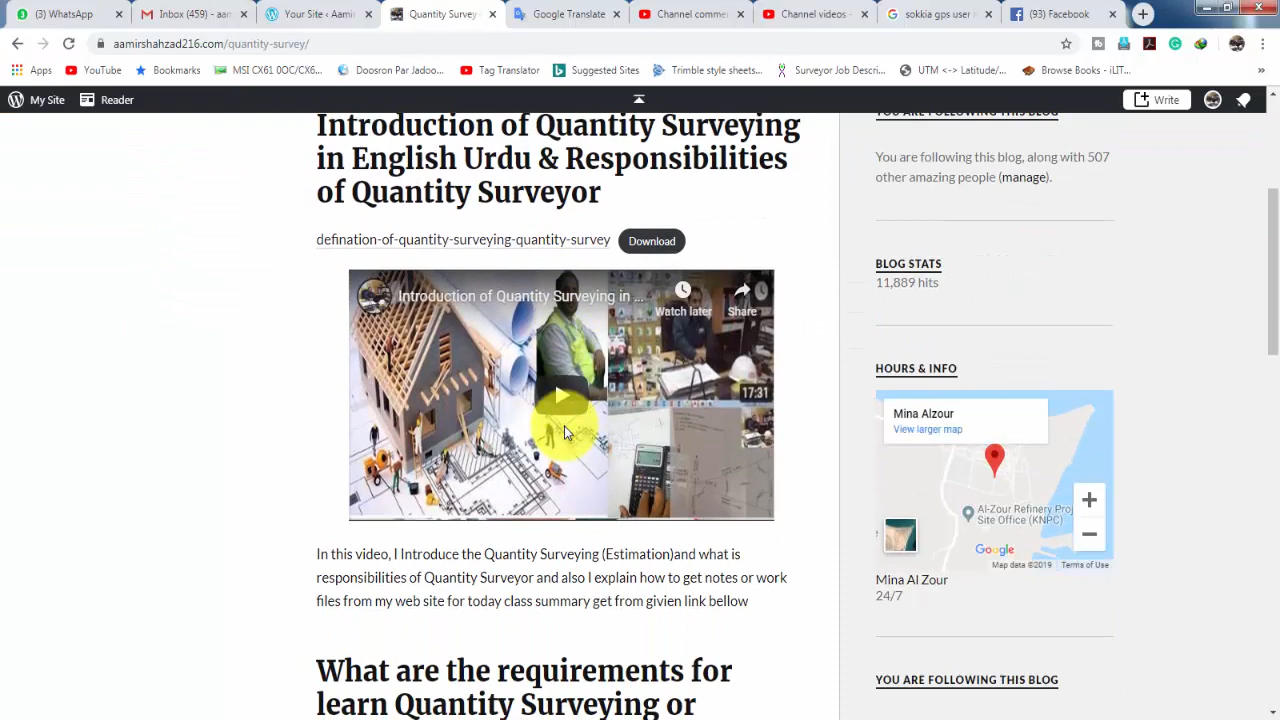 WhatsApp
Inbox (459) - aam
Your Site ‹ Aamir
Quantity Survey
Google Translate
Channel comme
Channel videos -
sokkia gps user m
(93) Facebook
aamirshahzad216.com/quantity-survey/
Apps
YouTube
Bookmarks
MSI CX61 0OC/CX6...
Doosron Par Jadoo...
Tag Translator
Suggested Sites
Trimble style sheets...
Surveyor Job Descri...
UTM <-> Latitude/...
Browse Books - iLIT...
»
My Site
Reader
Write
YOU ARE FOLLOWING THIS BLOG
Introduction of Quantity Surveying
in English Urdu & Responsibilities
of Quantity Surveyor
defination-of-quantity-surveying-quantity-survey
Download
Introduction of Quantity Surveying in ...
Watch later
Share
17:31
In this video, I Introduce the Quantity Surveying (Estimation)and what is
responsibilities of Quantity Surveyor and also I explain how to get notes or work
files from my web site for today class summary get from givien link bellow
What are the requirements for
learn Quantity Surveying or
You are following this blog, along with 507
other amazing people (manage).
BLOG STATS
11,889 hits
HOURS & INFO
Mina Alzour
View larger map
Al-Zour Refinery Proj
Site Office (KNPC)
Google
Map data ©2019
Terms of Use
Mina Al Zour
24/7
YOU ARE FOLLOWING THIS BLOG